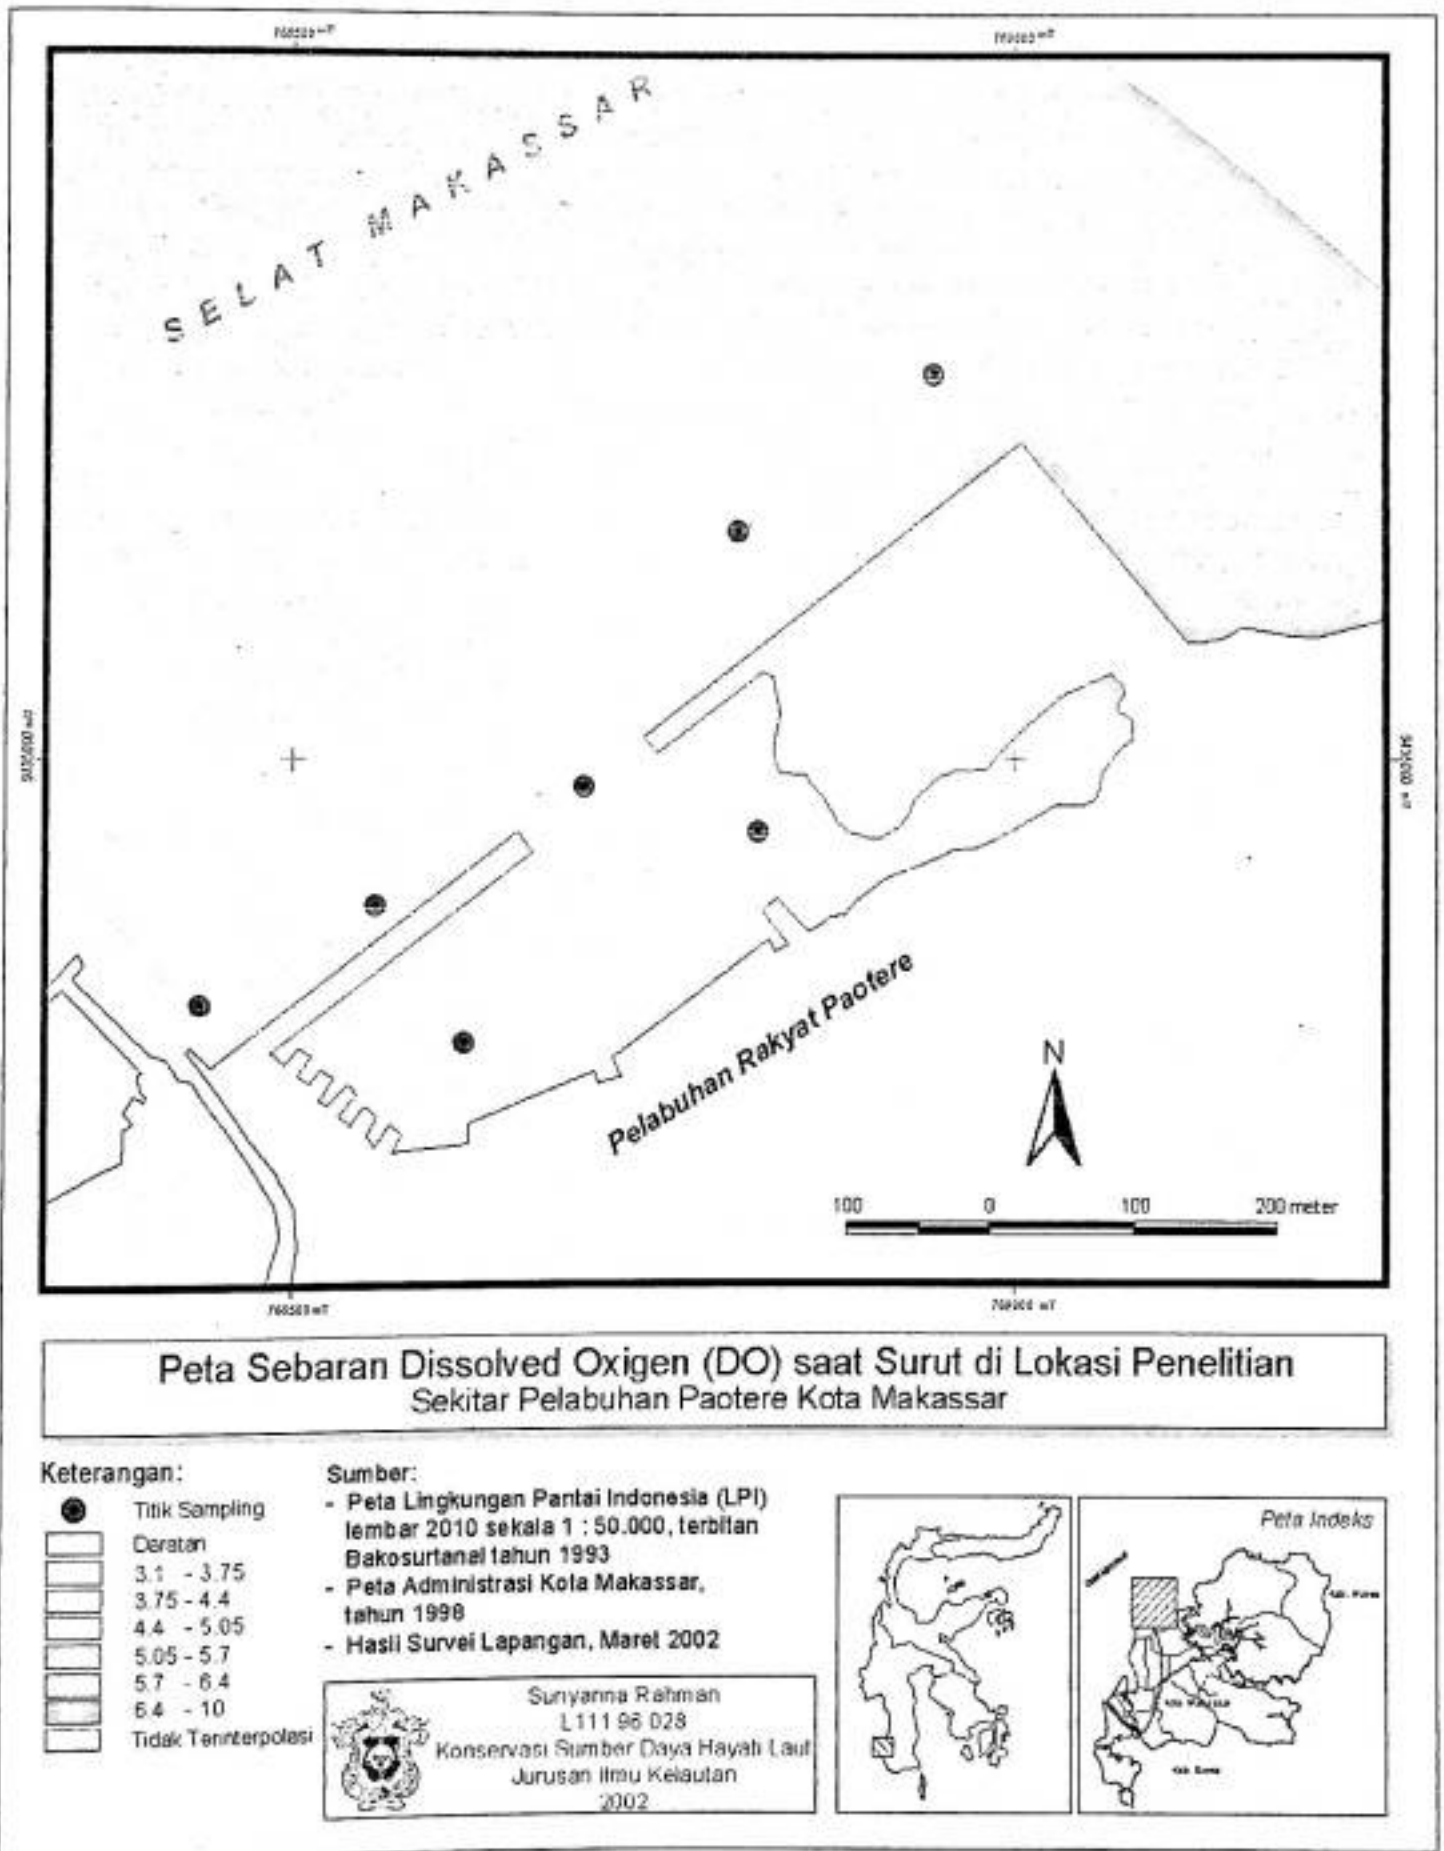 SELAT MAKASSAR
Pelabuhan Rakyat Paotere
N
100 0 100 200 meter
Peta Sebaran Dissolved Oxigen (DO) saat Surut di Lokasi Penelitian
Sekitar Pelabuhan Paotere Kota Makassar
Keterangan:
Titik Sampling
Daratan
3.1 - 3.75
3.75 - 4.4
4.4 - 5.05
5.05 - 5.7
5.7 - 6.4
6.4 - 10
Tidak Terinterpolasi
Sumber:
- Peta Lingkungan Pantai Indonesia (LPI)
lembar 2010 sekala 1 : 50.000, terbitan
Bakosurtanal tahun 1993
- Peta Administrasi Kota Makassar,
tahun 1998
- Hasli Survei Lapangan, Maret 2002
Sunyanna Rahman
L111 96 028
Konservasi Sumber Daya Hayati Laut
Jurusan Ilmu Kelautan
2002
Peta Indeks